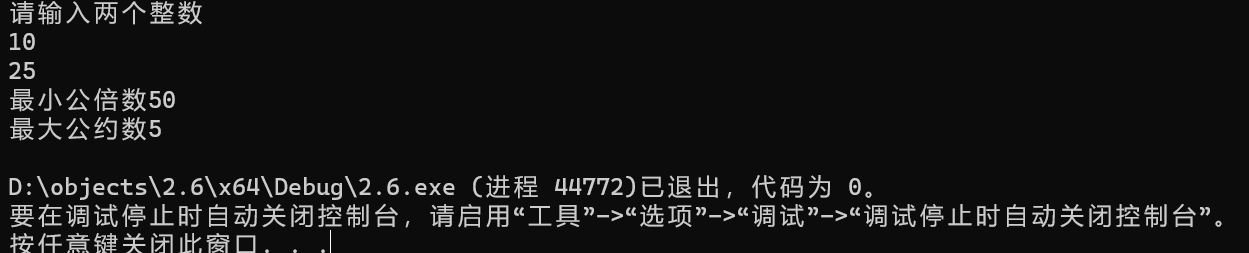 请输入两个整数
10
25
最小公倍数50
最大公约数5
D:\objects\2.6\x64\Debug\2.6.exe (进程 44772)已退出，代码为 0。
要在调试停止时自动关闭控制台，请启用“工具”->“选项”->“调试”->“调试停止时自动关闭控制台”。
按任意键关闭此窗口. . .